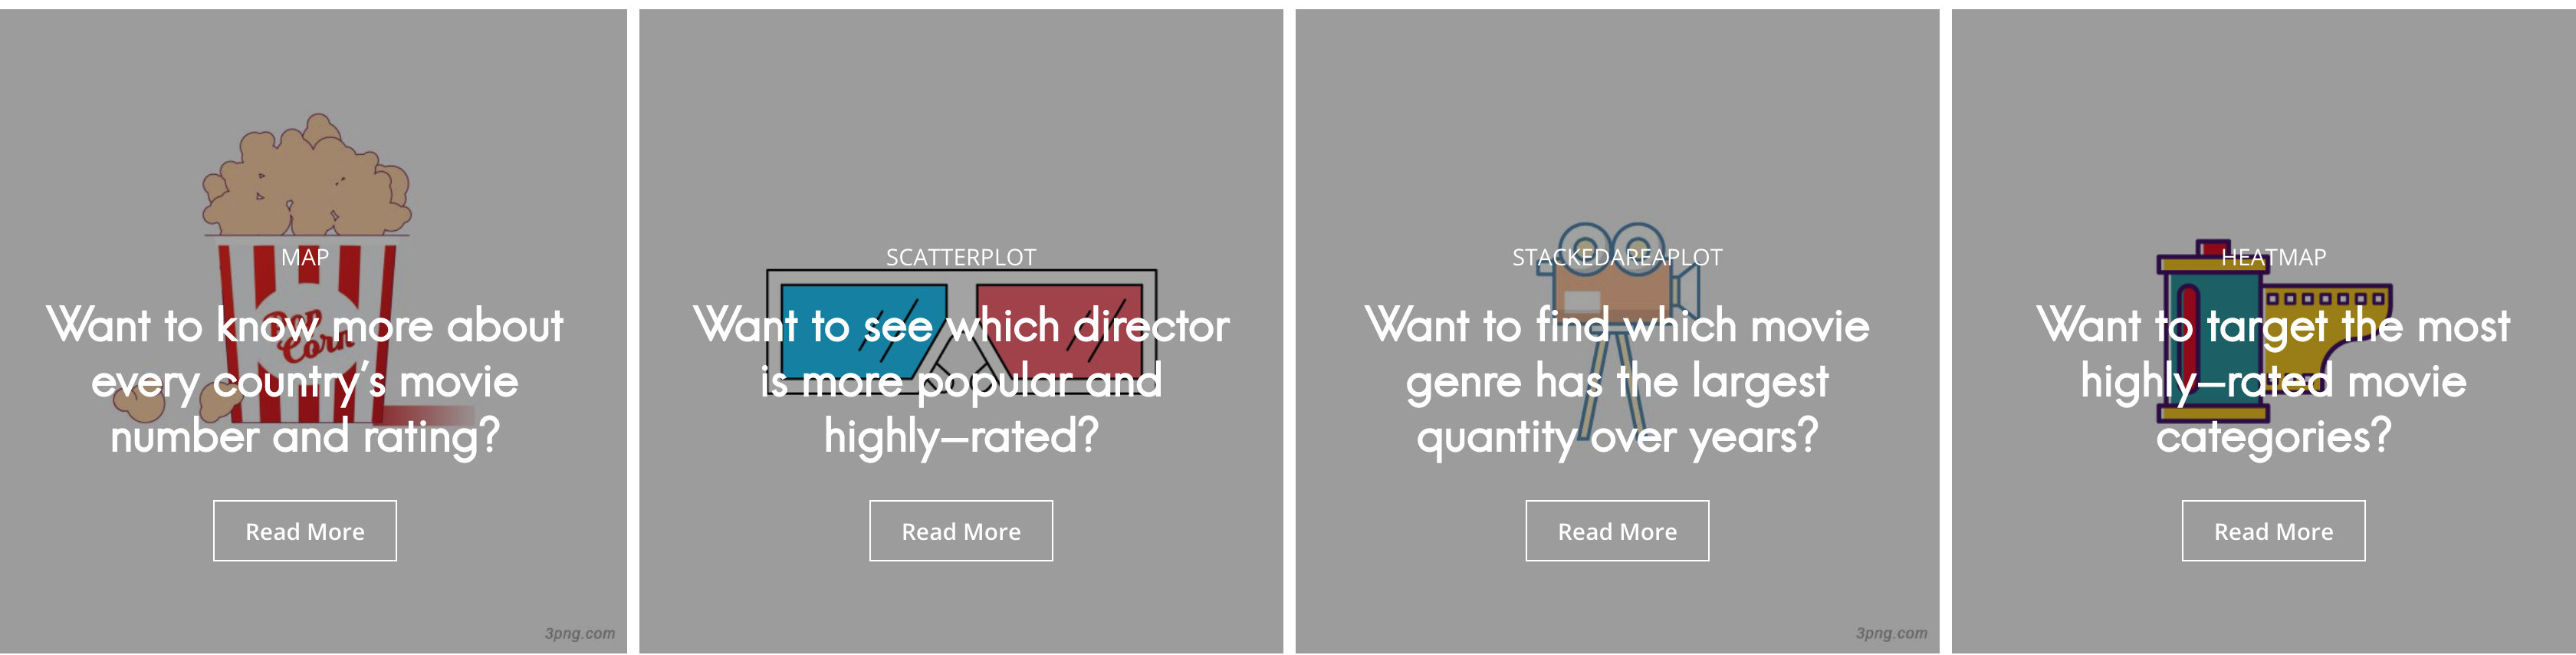 MAP
Want to know more about
every country's movie
number and rating?
Read More
3png.com
Pop
Corn
SCATTERPLOT
Want to see which director
is more popular and
highly–rated?
Read More
STACKEDAREAPLOT
Want to find which movie
genre has the largest
quantity over years?
Read More
3png.com
HEATMAP
Want to target the most
highly–rated movie
categories?
Read More